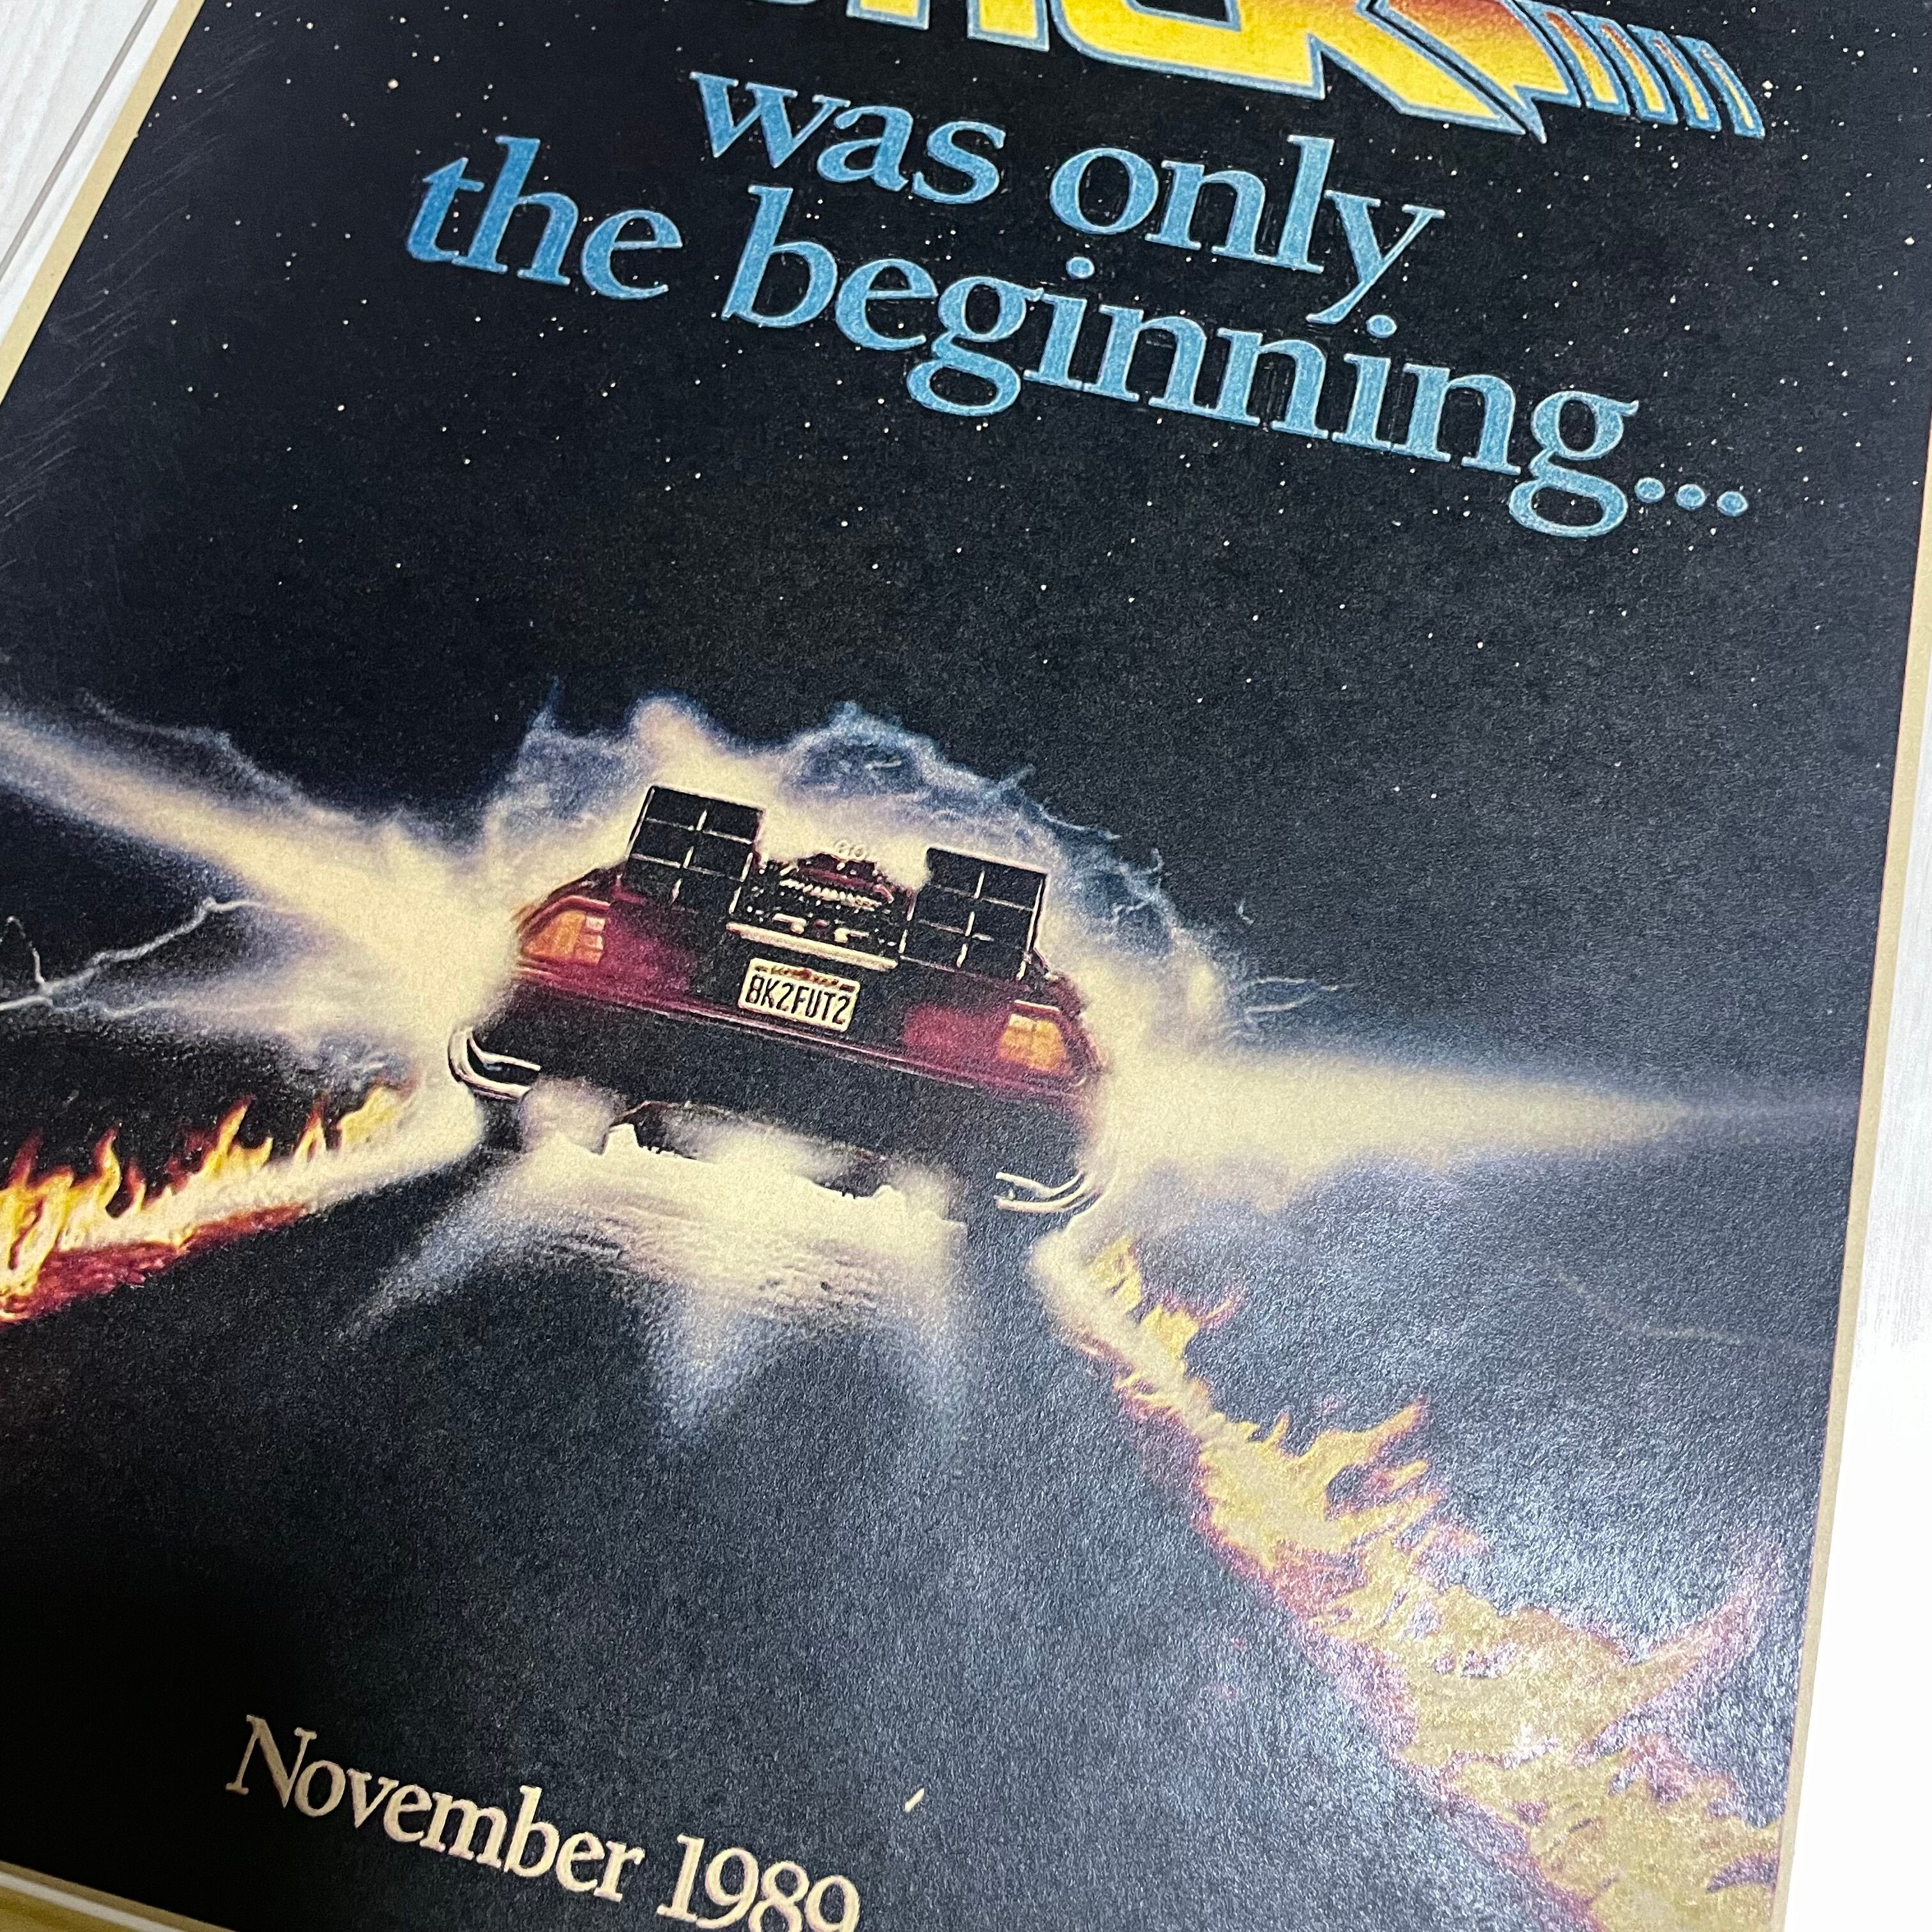 was only
the beginning...
BK2FUT2
November 1989